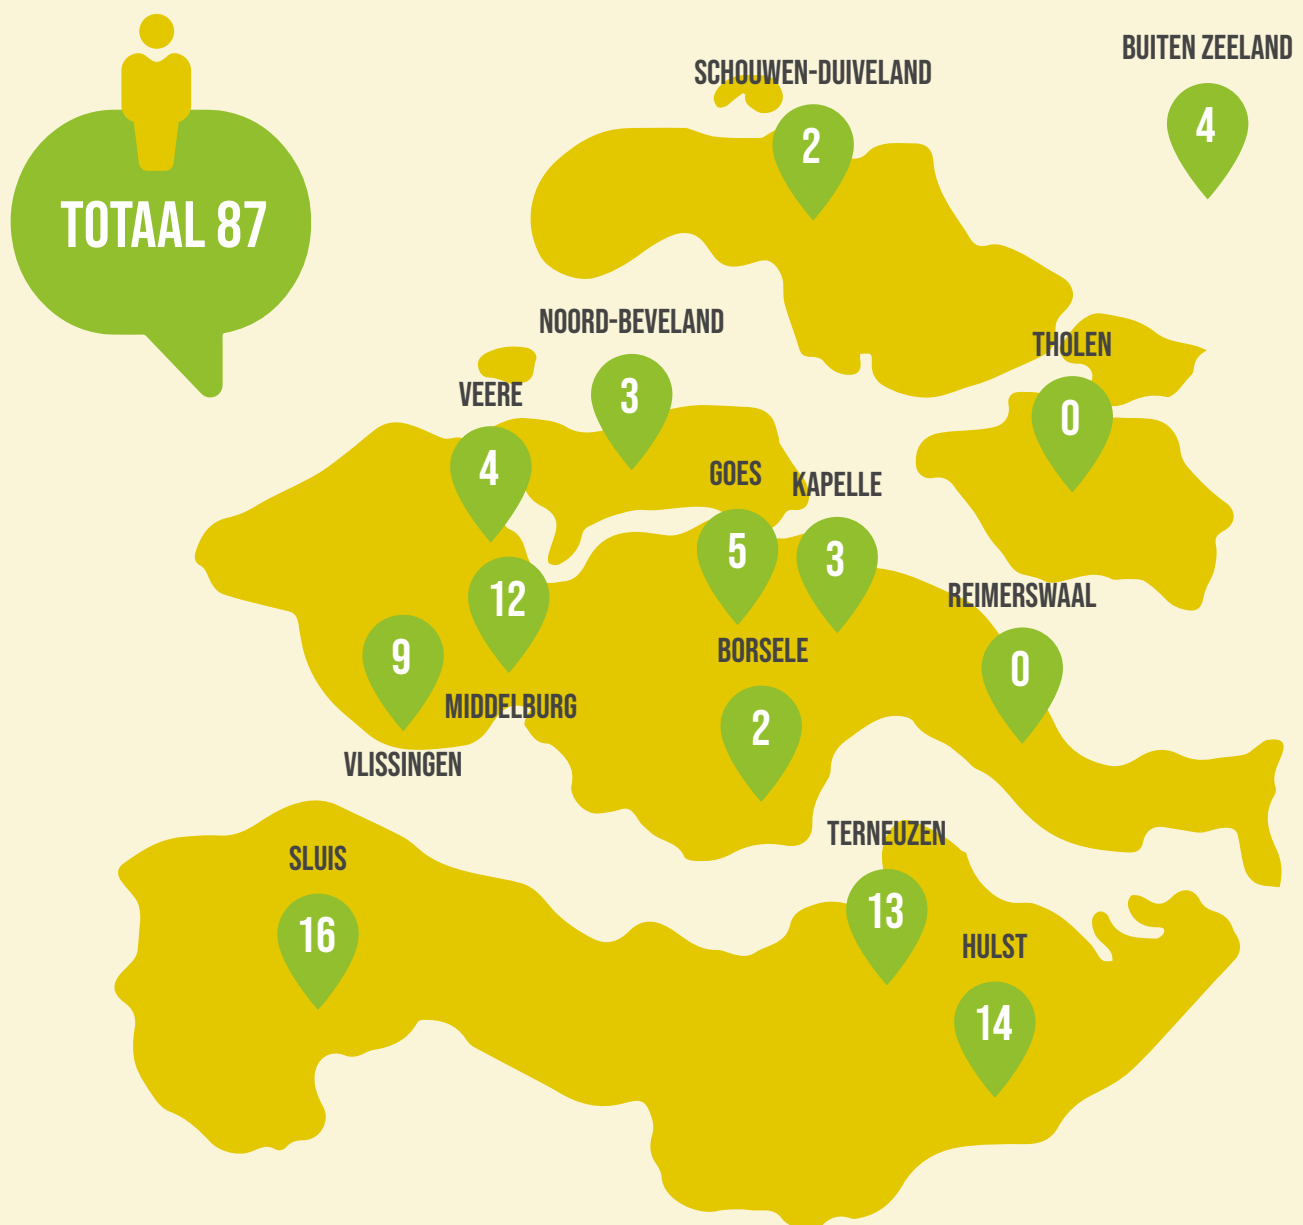 BUITEN ZEELAND
4
SCHOUWEN-DUIVELAND
2
TOTAAL 87
NOORD-BEVELAND
3
THOLEN
0
VEERE
4
GOES
5
KAPELLE
3
12
MIDDELBURG
REIMERSWAAL
0
9
VLISSINGEN
BORSELE
2
TERNEUZEN
13
SLUIS
16
HULST
14